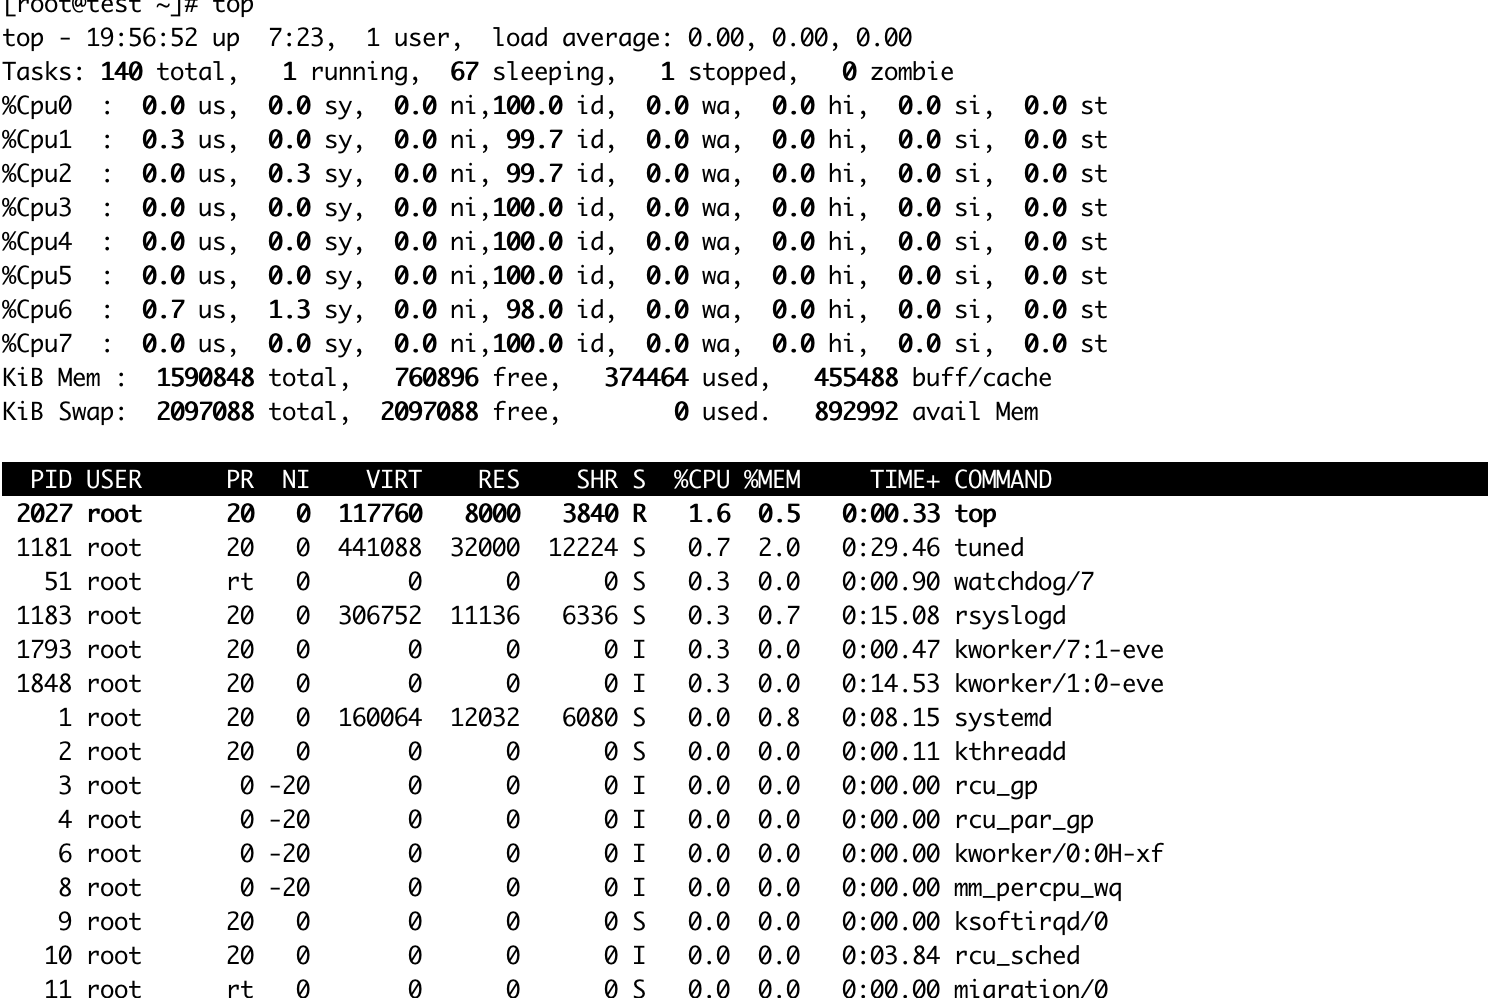 [root@test ~]# top
top - 19:56:52 up  7:23,  1 user,  load average: 0.00, 0.00, 0.00
Tasks: 140 total,   1 running,  67 sleeping,   1 stopped,   0 zombie
%Cpu0  :  0.0 us,  0.0 sy,  0.0 ni,100.0 id,  0.0 wa,  0.0 hi,  0.0 si,  0.0 st
%Cpu1  :  0.3 us,  0.0 sy,  0.0 ni, 99.7 id,  0.0 wa,  0.0 hi,  0.0 si,  0.0 st
%Cpu2  :  0.0 us,  0.3 sy,  0.0 ni, 99.7 id,  0.0 wa,  0.0 hi,  0.0 si,  0.0 st
%Cpu3  :  0.0 us,  0.0 sy,  0.0 ni,100.0 id,  0.0 wa,  0.0 hi,  0.0 si,  0.0 st
%Cpu4  :  0.0 us,  0.0 sy,  0.0 ni,100.0 id,  0.0 wa,  0.0 hi,  0.0 si,  0.0 st
%Cpu5  :  0.0 us,  0.0 sy,  0.0 ni,100.0 id,  0.0 wa,  0.0 hi,  0.0 si,  0.0 st
%Cpu6  :  0.7 us,  1.3 sy,  0.0 ni, 98.0 id,  0.0 wa,  0.0 hi,  0.0 si,  0.0 st
%Cpu7  :  0.0 us,  0.0 sy,  0.0 ni,100.0 id,  0.0 wa,  0.0 hi,  0.0 si,  0.0 st
KiB Mem :  1590848 total,   760896 free,   374464 used,   455488 buff/cache
KiB Swap:  2097088 total,  2097088 free,        0 used.   892992 avail Mem
  PID USER      PR  NI    VIRT    RES    SHR S  %CPU %MEM     TIME+ COMMAND
 2027 root      20   0  117760   8000   3840 R   1.6  0.5   0:00.33 top
 1181 root      20   0  441088  32000  12224 S   0.7  2.0   0:29.46 tuned
   51 root      rt   0       0      0      0 S   0.3  0.0   0:00.90 watchdog/7
 1183 root      20   0  306752  11136   6336 S   0.3  0.7   0:15.08 rsyslogd
 1793 root      20   0       0      0      0 I   0.3  0.0   0:00.47 kworker/7:1-eve
 1848 root      20   0       0      0      0 I   0.3  0.0   0:14.53 kworker/1:0-eve
    1 root      20   0  160064  12032   6080 S   0.0  0.8   0:08.15 systemd
    2 root      20   0       0      0      0 S   0.0  0.0   0:00.11 kthreadd
    3 root       0 -20       0      0      0 I   0.0  0.0   0:00.00 rcu_gp
    4 root       0 -20       0      0      0 I   0.0  0.0   0:00.00 rcu_par_gp
    6 root       0 -20       0      0      0 I   0.0  0.0   0:00.00 kworker/0:0H-xf
    8 root       0 -20       0      0      0 I   0.0  0.0   0:00.00 mm_percpu_wq
    9 root      20   0       0      0      0 S   0.0  0.0   0:00.00 ksoftirqd/0
   10 root      20   0       0      0      0 I   0.0  0.0   0:03.84 rcu_sched
   11 root      rt   0       0      0      0 S   0.0  0.0   0:00.00 migration/0